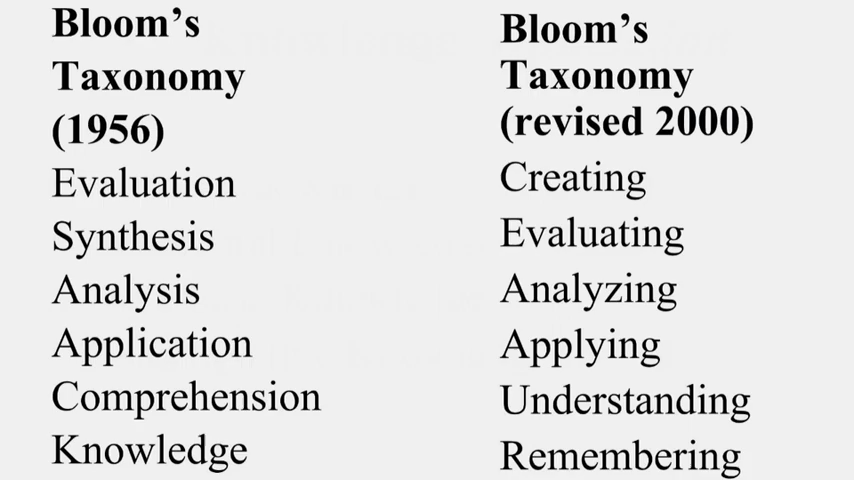 Bloom’s
Taxonomy
(1956)
Evaluation
Synthesis
Analysis
Application
Comprehension
Knowledge
Bloom’s
Taxonomy
(revised 2000)
Creating
Evaluating
Analyzing
Applying
Understanding
Remembering